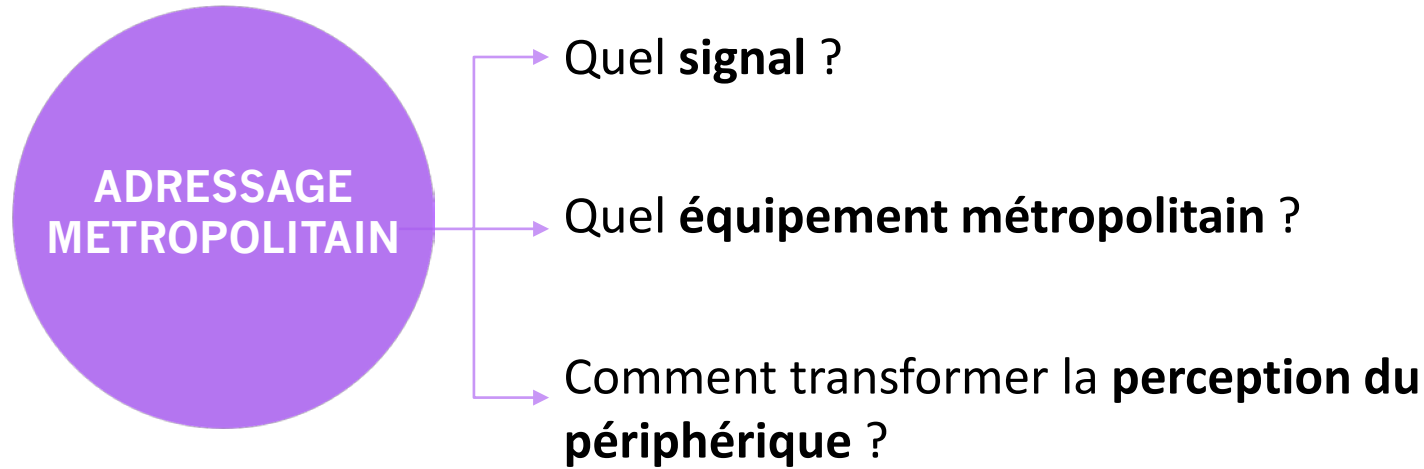 ADRESSAGE
METROPOLITAIN
Quel signal ?
Quel équipement métropolitain ?
Comment transformer la perception du
périphérique ?